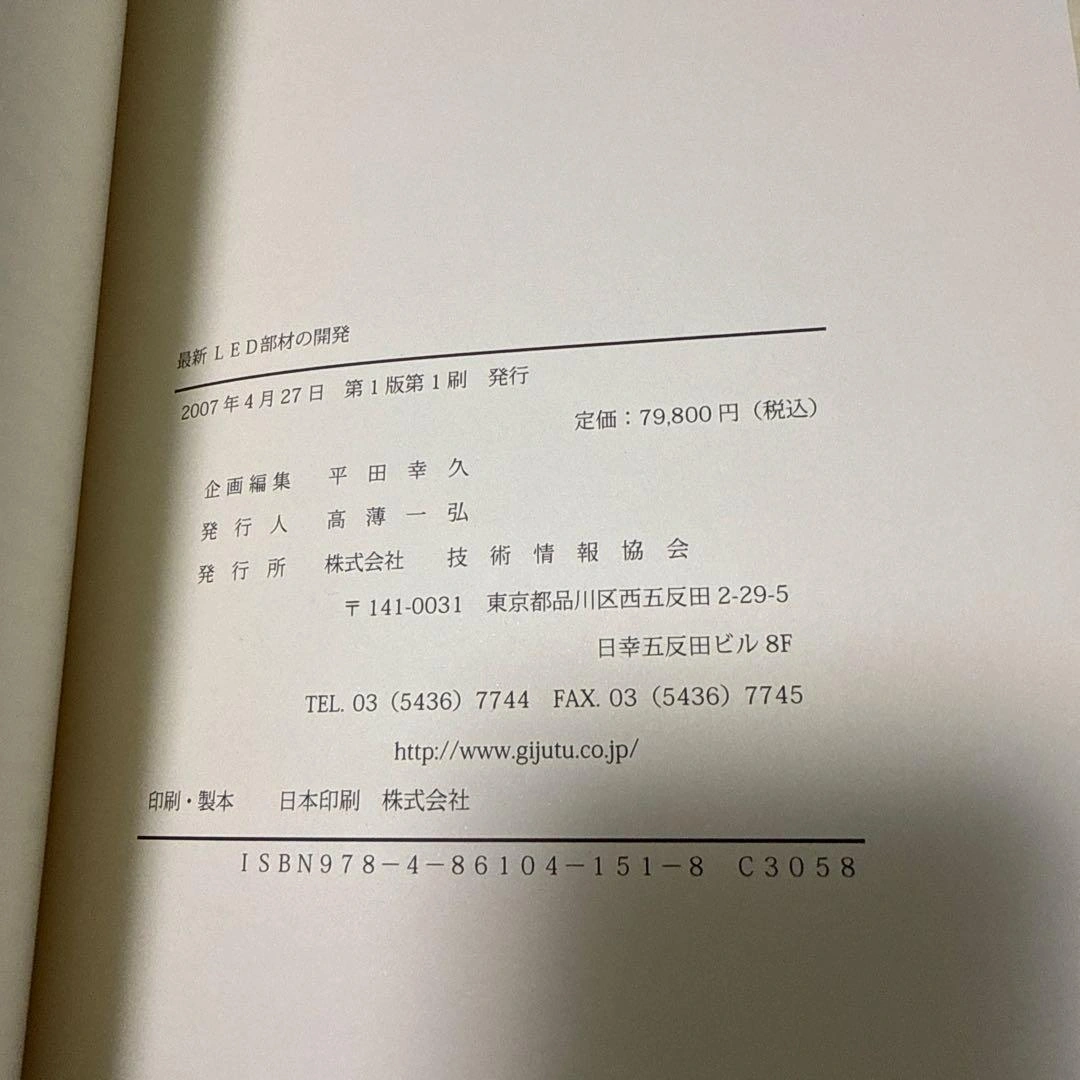 最新 LED部材の開発
2007年4月27日 第1版第1刷 発行
定価：79,800円（税込）
企画編集 平田幸久
発行人 高薄一弘
発行所 株式会社 技術情報協会
〒141-0031 東京都品川区西五反田2-29-5
日幸五反田ビル8F
TEL. 03（5436）7744 FAX. 03（5436）7745
http://www.gijutu.co.jp/
印刷・製本 日本印刷 株式会社
ISBN978-4-86104-151-8 C3058